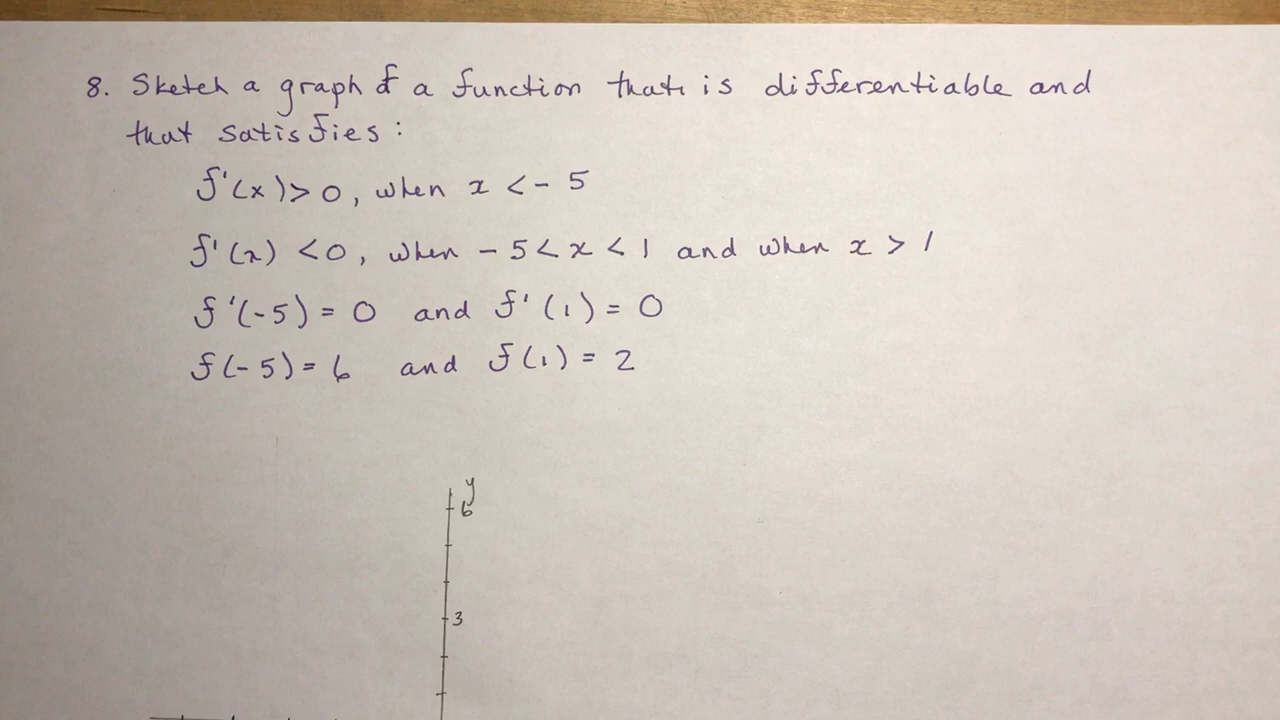 8. Sketch a graph of a function that is differentiable and
that satisfies :
f'(x) > 0, when x < - 5
f'(x) < 0, when - 5 < x < 1 and when x > 1
f'(-5) = 0 and f'(1) = 0
f(-5) = 6 and f(1) = 2
y
6
3